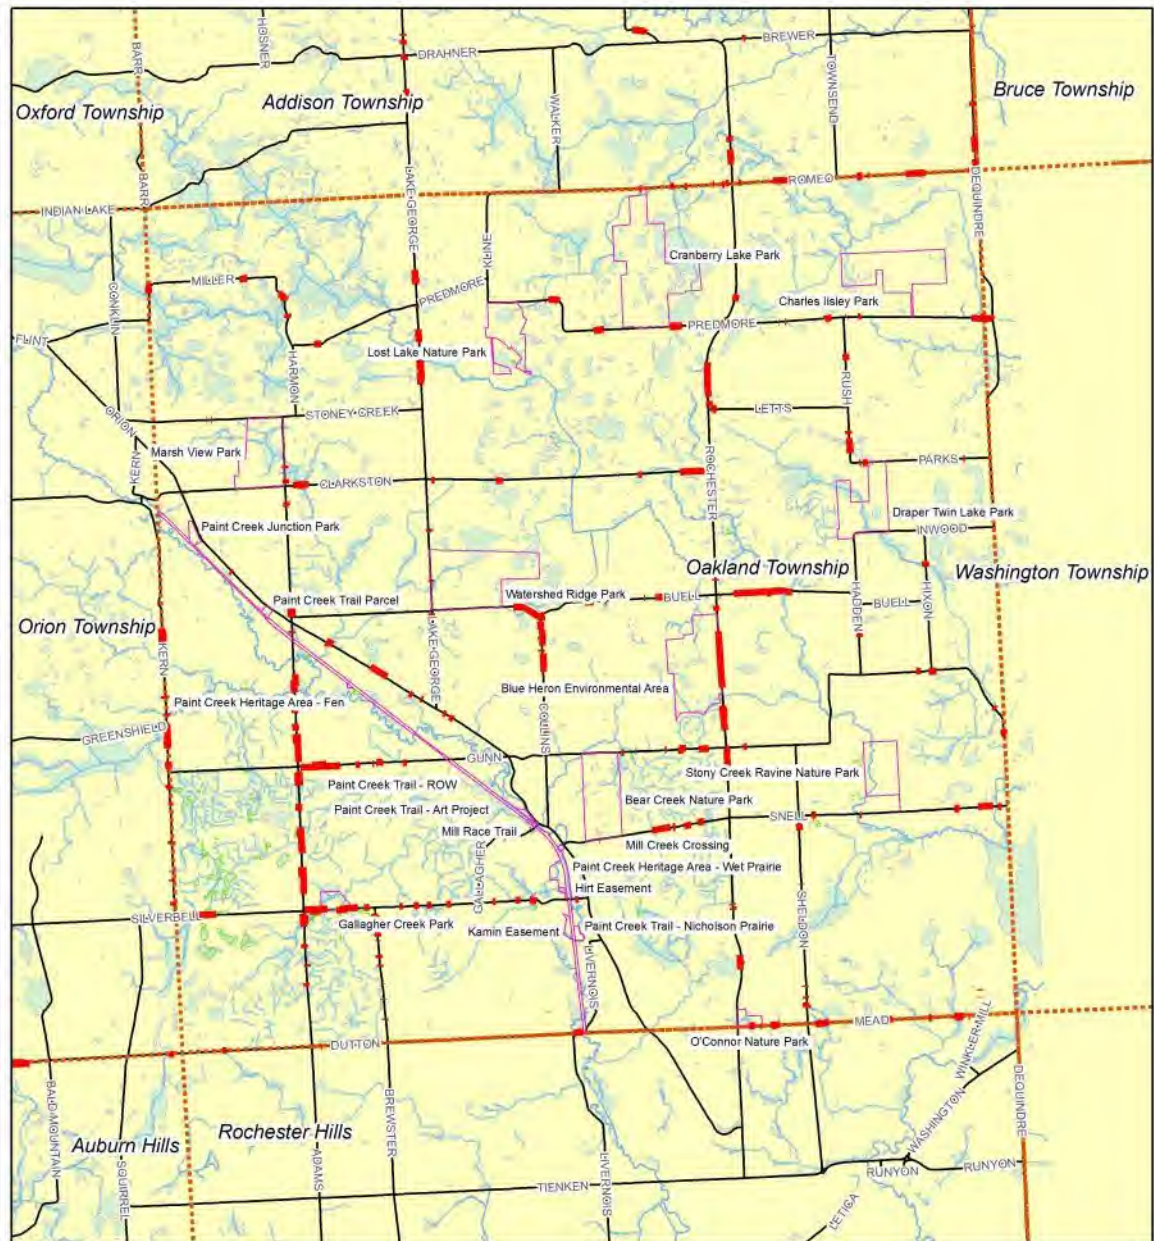 HOSNER
BREWER
BARR
DRAHNER
TOWNSEND
Bruce Township
Oxford Township
Addison Township
WALKER
BARR
LAKE GEORGE
ROMEO
DEQUINDRE
INDIAN LAKE
KLINE
Cranberry Lake Park
MILLER
CONKLIN
PREDMORE
Charles Ilsley Park
PREDMORE
FLINT
Lost Lake Nature Park
HARMON
RUSH
ORION
STONEY CREEK
LETTS
Marsh View Park
KERN
CLARKSTON
ROCHESTER
PARKS
Draper Twin Lake Park
Paint Creek Junction Park
INWOOD
Oakland Township
Washington Township
Paint Creek Trail Parcel
Watershed Ridge Park
BUELL
BUELL
HADDEN
HIXON
Orion Township
KERN
LAKE GEORGE
Blue Heron Environmental Area
Paint Creek Heritage Area - Fen
COLLINS
GREENSHIELD
GUNN
Paint Creek Trail - ROW
Stony Creek Ravine Nature Park
Paint Creek Trail - Art Project
Bear Creek Nature Park
Mill Race Trail
SNELL
Mill Creek Crossing
GALLAGHER
Paint Creek Heritage Area - Wet Prairie
Hirt Easement
SHELDON
SILVERBELL
Gallagher Creek Park
Kamin Easement
Paint Creek Trail - Nicholson Prairie
LIVERNOIS
MEAD
WINKLER MILL
DUTTON
O'Connor Nature Park
BALD MOUNTAIN
BREWSTER
DEQUINDRE
WASHINGTON
Rochester Hills
Auburn Hills
SQUIRREL
ADAMS
LIVERNOIS
RUNYON
RUNYON
TIENKEN
LETICA